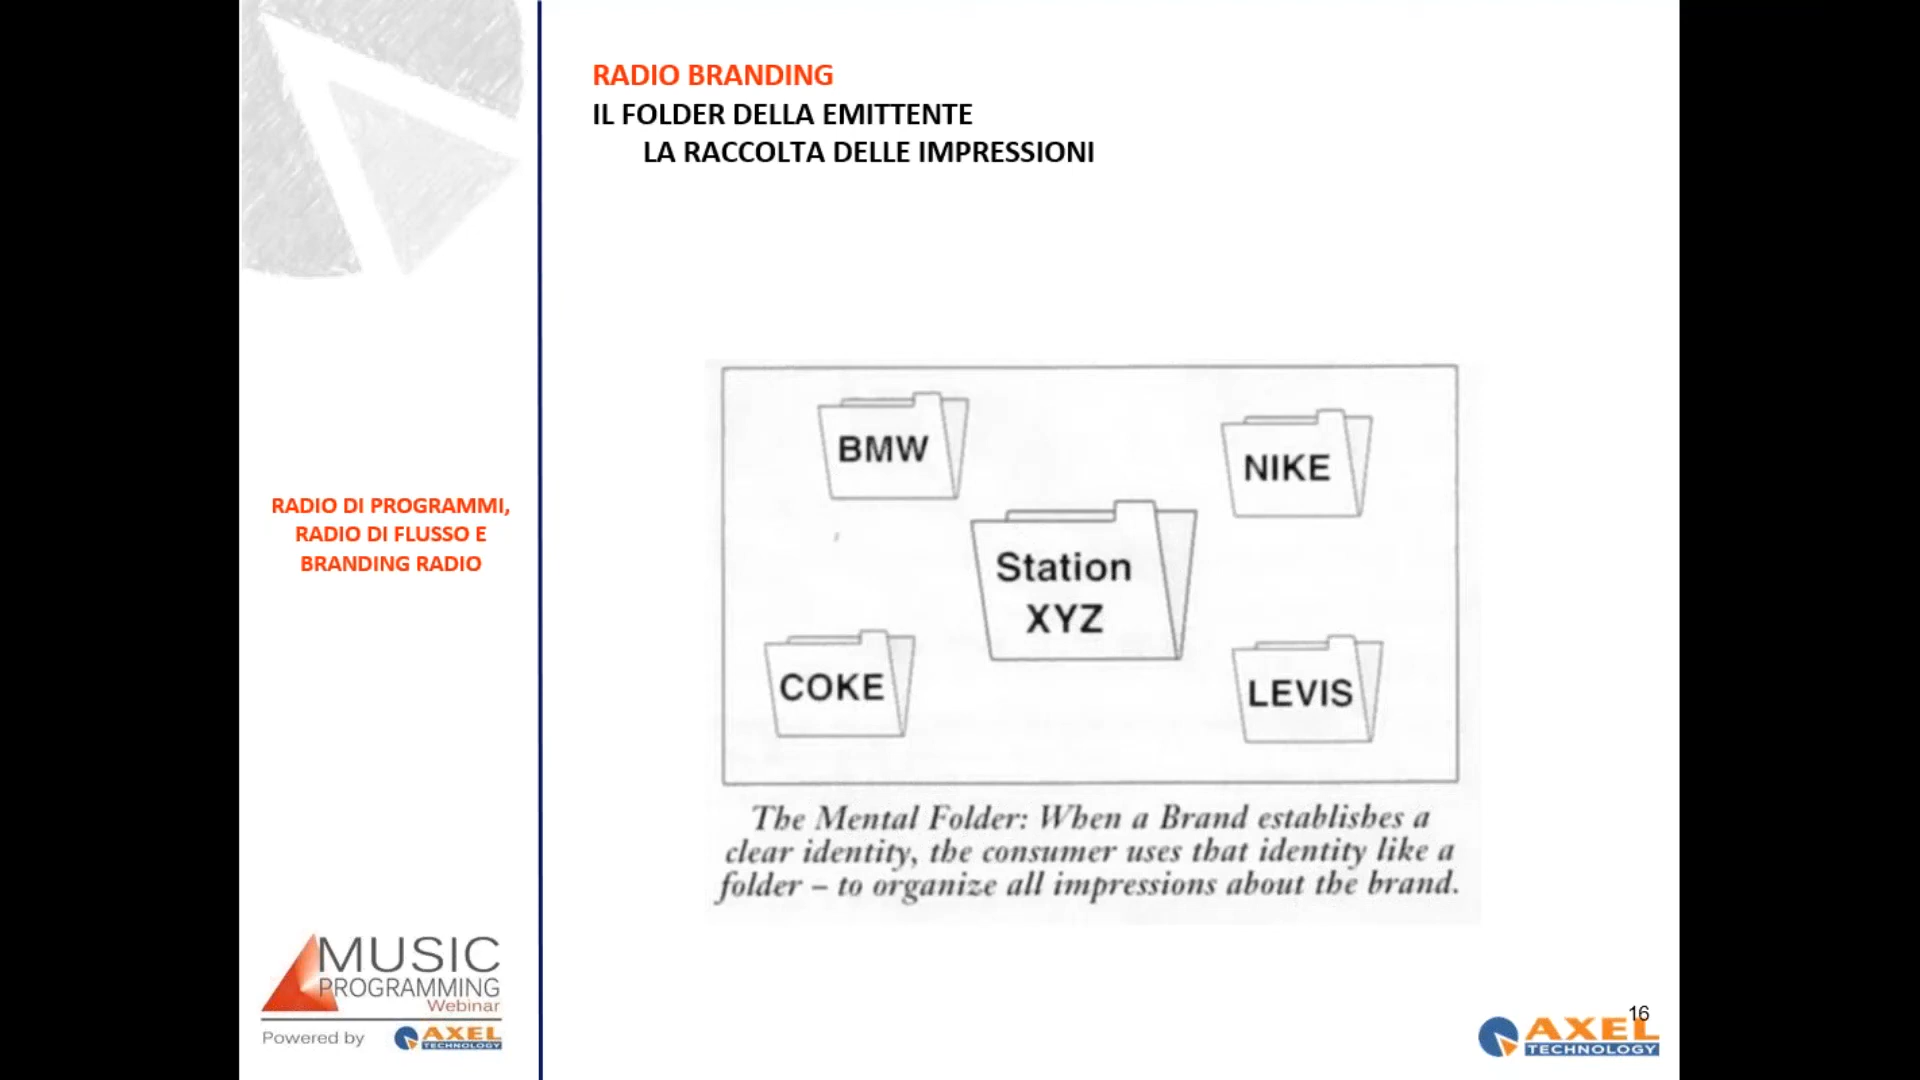 RADIO BRANDING
IL FOLDER DELLA EMITTENTE
LA RACCOLTA DELLE IMPRESSIONI
RADIO DI PROGRAMMI,
RADIO DI FLUSSO E
BRANDING RADIO
BMW
NIKE
Station
XYZ
COKE
LEVIS
The Mental Folder: When a Brand establishes a
clear identity, the consumer uses that identity like a
folder – to organize all impressions about the brand.
MUSIC
PROGRAMMING
Webinar
Powered by
AXEL
TECHNOLOGY
16
AXEL
TECHNOLOGY